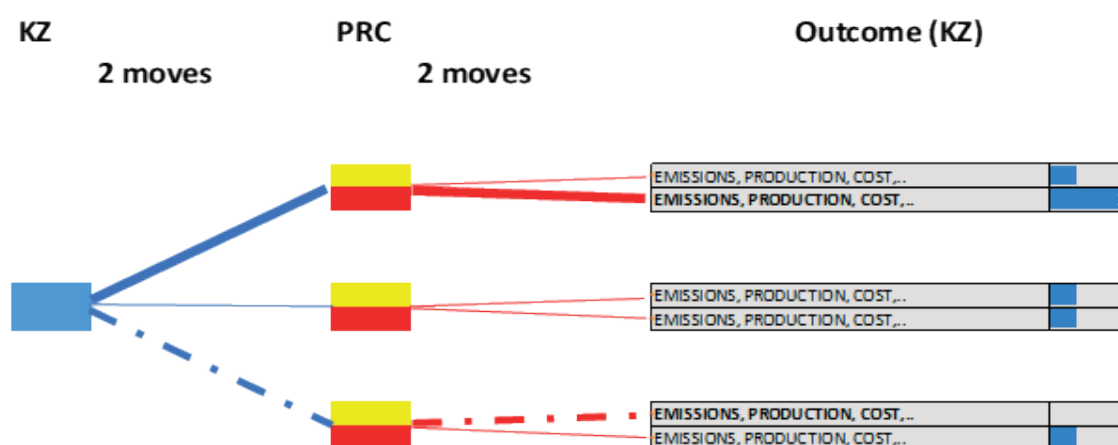 KZ PRC Outcome (KZ)
2 moves 2 moves
EMISSIONS, PRODUCTION, COST,..
EMISSIONS, PRODUCTION, COST,..
EMISSIONS, PRODUCTION, COST,..
EMISSIONS, PRODUCTION, COST,..
EMISSIONS, PRODUCTION, COST,..
EMISSIONS, PRODUCTION, COST,..